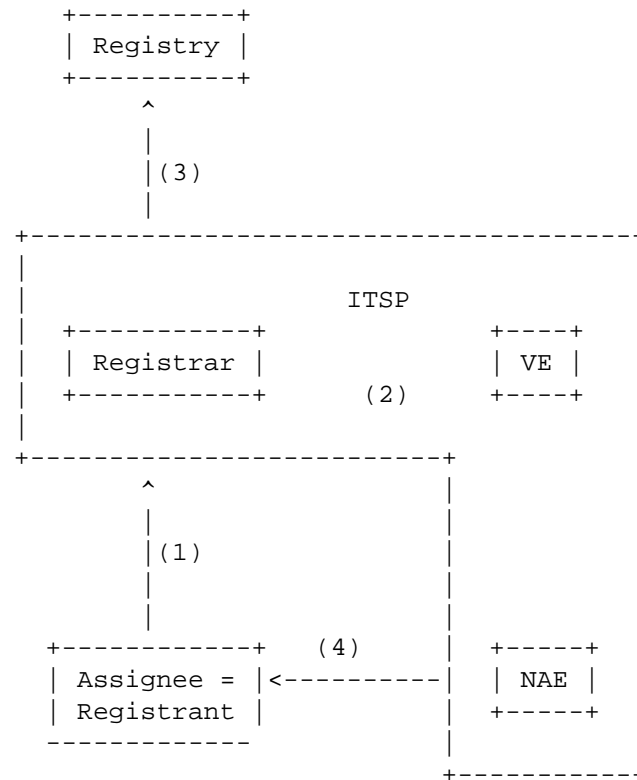 Registry
(3)
ITSP
Registrar VE
(2)
(1)
(4)
Assignee = NAE
Registrant